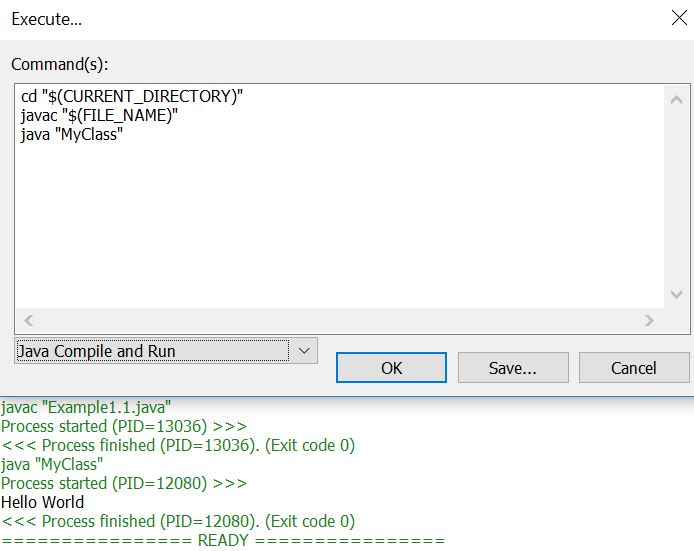 Execute...
Command(s):
cd "$(CURRENT_DIRECTORY)"
javac "$(FILE_NAME)"
java "MyClass"
Java Compile and Run
OK
Save...
Cancel
javac "Example1.1.java"
Process started (PID=13036) >>>
<<< Process finished (PID=13036). (Exit code 0)
java "MyClass"
Process started (PID=12080) >>>
Hello World
<<< Process finished (PID=12080). (Exit code 0)
================ READY ================